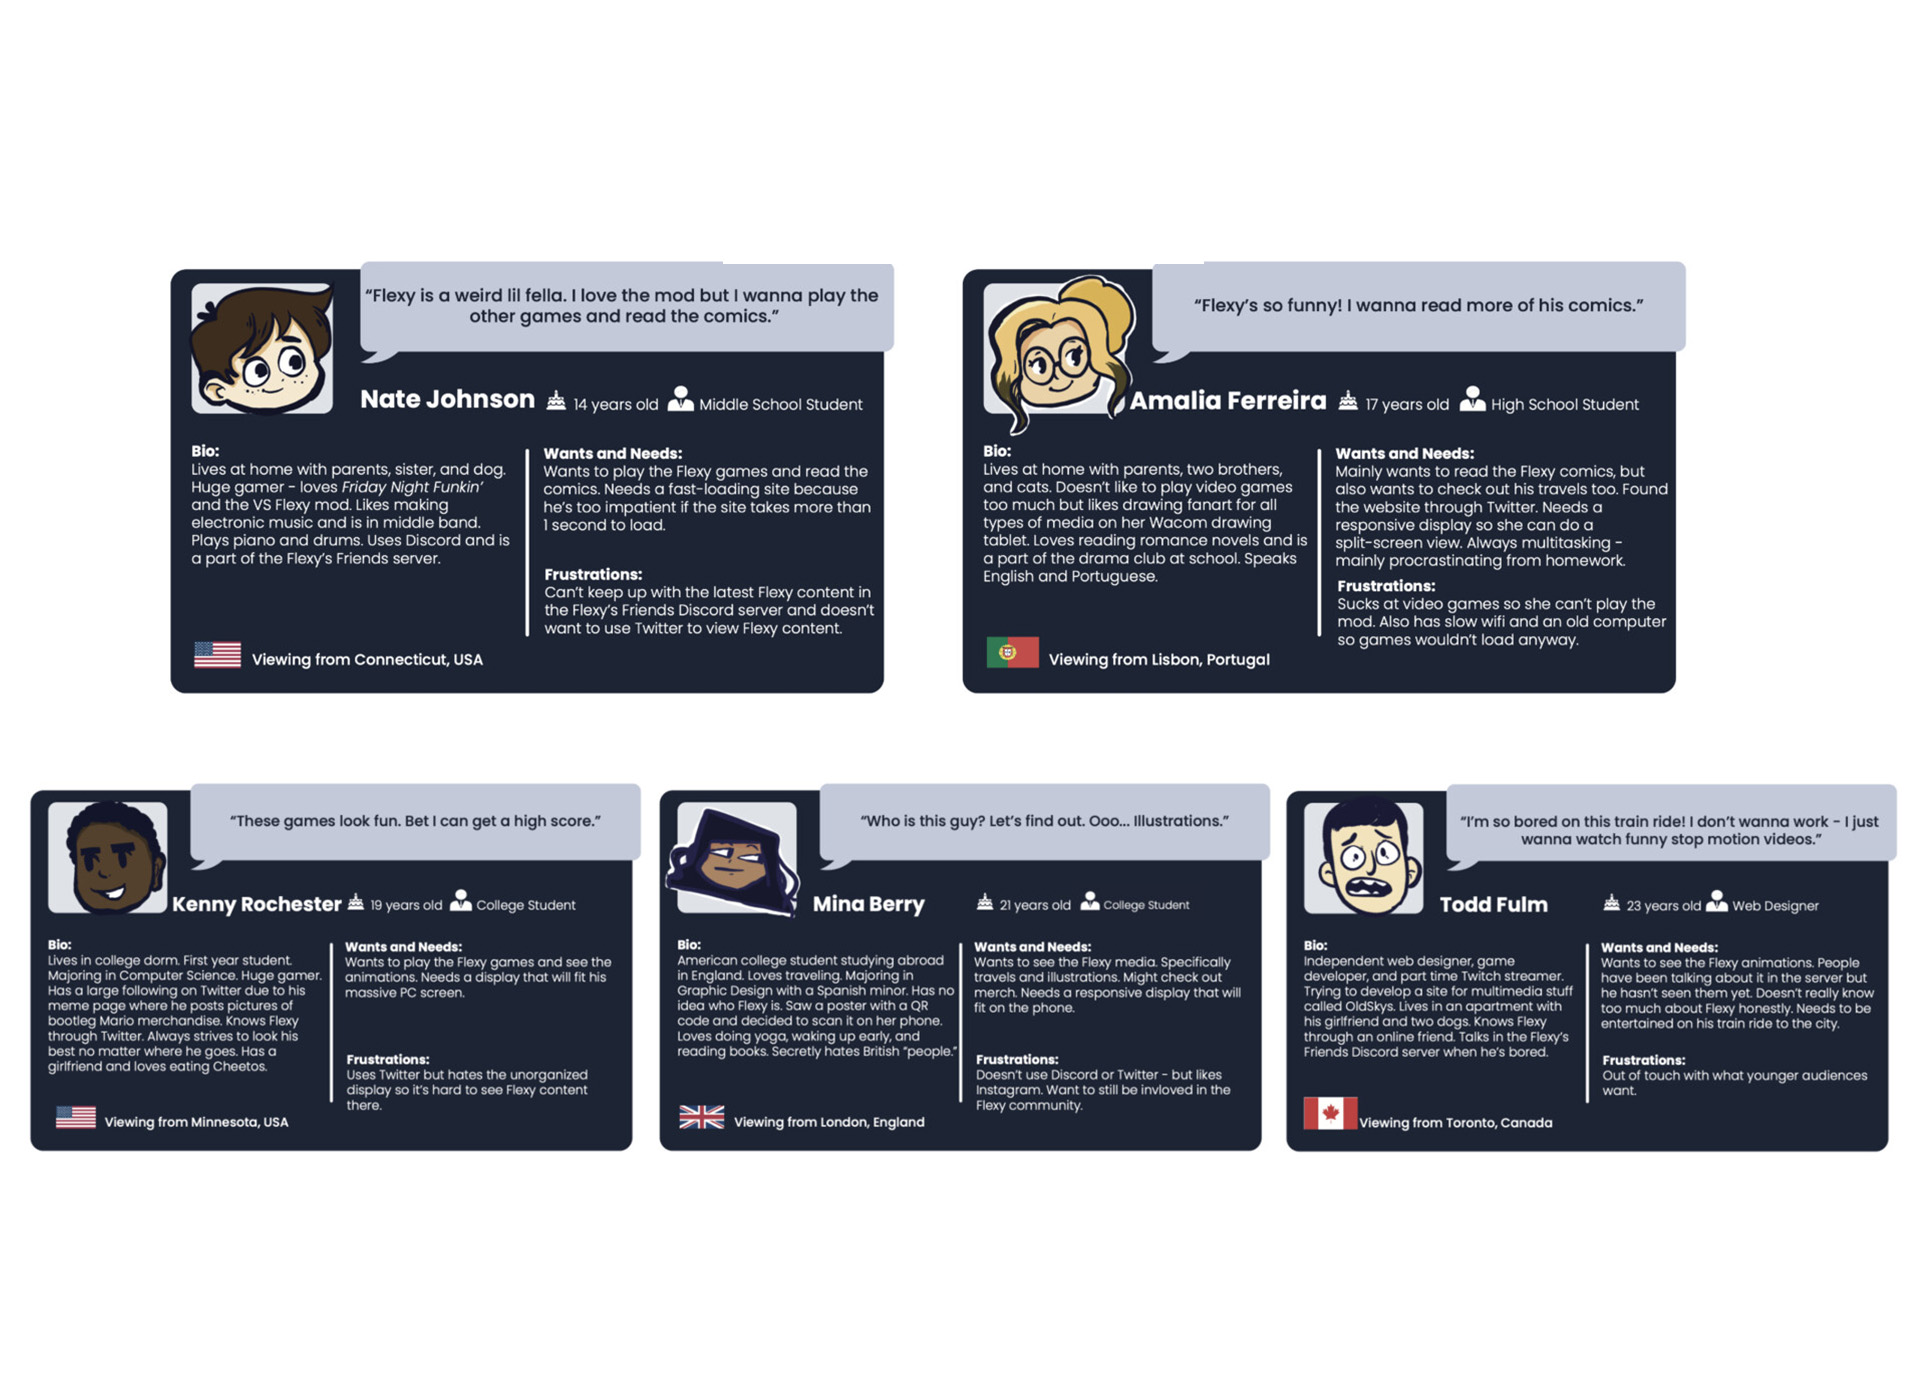 “Flexy is a weird lil fella. I love the mod but I wanna play the
other games and read the comics.”
Nate Johnson 14 years old Middle School Student
Bio:
Lives at home with parents, sister, and dog.
Huge gamer - loves Friday Night Funkin’
and the VS Flexy mod. Likes making
electronic music and is in middle band.
Plays piano and drums. Uses Discord and is
a part of the Flexy’s Friends server.
Viewing from Connecticut, USA
Wants and Needs:
Wants to play the Flexy games and read the
comics. Needs a fast-loading site because
he’s too impatient if the site takes more than
1 second to load.
Frustrations:
Can’t keep up with the latest Flexy content in
the Flexy’s Friends Discord server and doesn’t
want to use Twitter to view Flexy content.
“Flexy’s so funny! I wanna read more of his comics.”
Amalia Ferreira 17 years old High School Student
Bio:
Lives at home with parents, two brothers,
and cats. Doesn’t like to play video games
too much but likes drawing fanart for all
types of media on her Wacom drawing
tablet. Loves reading romance novels and is
a part of the drama club at school. Speaks
English and Portuguese.
Viewing from Lisbon, Portugal
Wants and Needs:
Mainly wants to read the Flexy comics, but
also wants to check out his travels too. Found
the website through Twitter. Needs a
responsive display so she can do a
split-screen view. Always multitasking -
mainly procrastinating from homework.
Frustrations:
Sucks at video games so she can’t play the
mod. Also has slow wifi and an old computer
so games wouldn’t load anyway.
“These games look fun. Bet I can get a high score.”
Kenny Rochester 19 years old College Student
Bio:
Lives in college dorm. First year student.
Majoring in Computer Science. Huge gamer.
Has a large following on Twitter due to his
meme page where he posts pictures of
bootleg Mario merchandise. Knows Flexy
through Twitter. Always strives to look his
best no matter where he goes. Has a
girlfriend and loves eating Cheetos.
Viewing from Minnesota, USA
Wants and Needs:
Wants to play the Flexy games and see the
animations. Needs a display that will fit his
massive PC screen.
Frustrations:
Uses Twitter but hates the unorganized
display so it’s hard to see Flexy content
there.
“Who is this guy? Let’s find out. Ooo... Illustrations.”
Mina Berry 21 years old College Student
Bio:
American college student studying abroad
in England. Loves traveling. Majoring in
Graphic Design with a Spanish minor. Has no
idea who Flexy is. Saw a poster with a QR
code and decided to scan it on her phone.
Loves doing yoga, waking up early, and
reading books. Secretly hates British “people.”
Viewing from London, England
Wants and Needs:
Wants to see the Flexy media. Specifically
travels and illustrations. Might check out
merch. Needs a responsive display that will
fit on the phone.
Frustrations:
Doesn’t use Discord or Twitter - but likes
Instagram. Want to still be invloved in the
Flexy community.
“I’m so bored on this train ride! I don’t wanna work - I just
wanna watch funny stop motion videos.”
Todd Fulm 23 years old Web Designer
Bio:
Independent web designer, game
developer, and part time Twitch streamer.
Trying to develop a site for multimedia stuff
called OldSkys. Lives in an apartment with
his girlfriend and two dogs. Knows Flexy
through an online friend. Talks in the Flexy’s
Friends Discord server when he’s bored.
Viewing from Toronto, Canada
Wants and Needs:
Wants to see the Flexy animations. People
have been talking about it in the server but
he hasn’t seen them yet. Doesn’t really know
too much about Flexy honestly. Needs to be
entertained on his train ride to the city.
Frustrations:
Out of touch with what younger audiences
want.